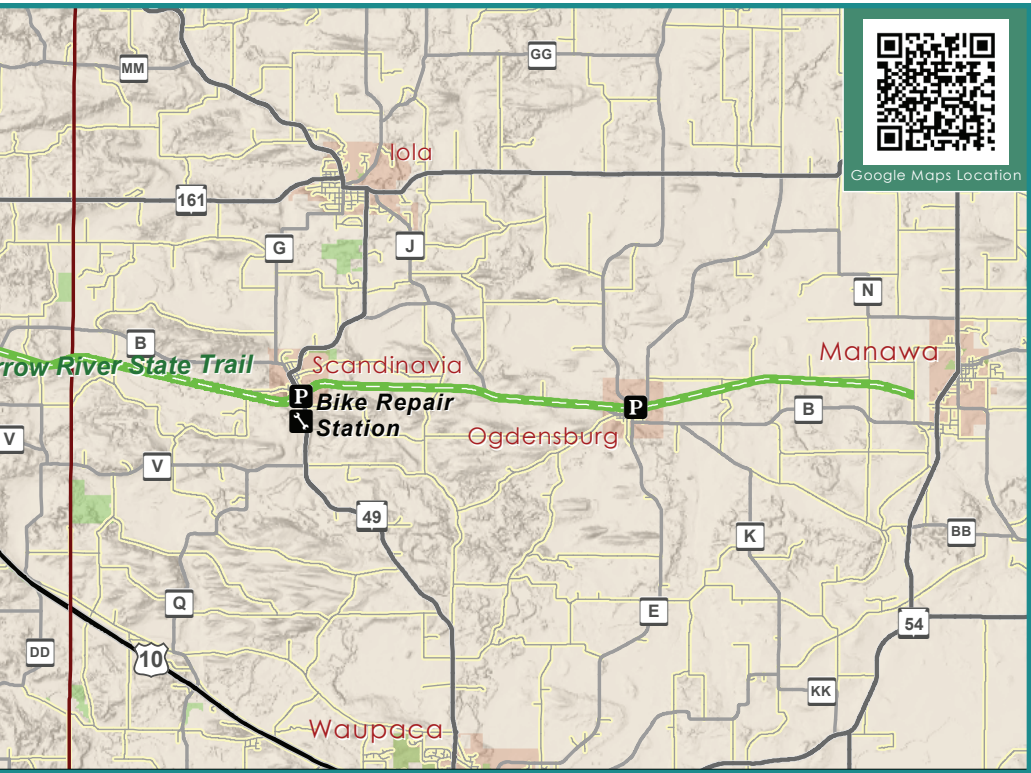 GG
MM
Google Maps Location
Iola
161
G
J
N
B
Manawa
rrow River State Trail
Scandinavia
P
Bike Repair
Station
P
B
Ogdensburg
V
V
49
BB
K
Q
E
54
DD
10
KK
Waupaca